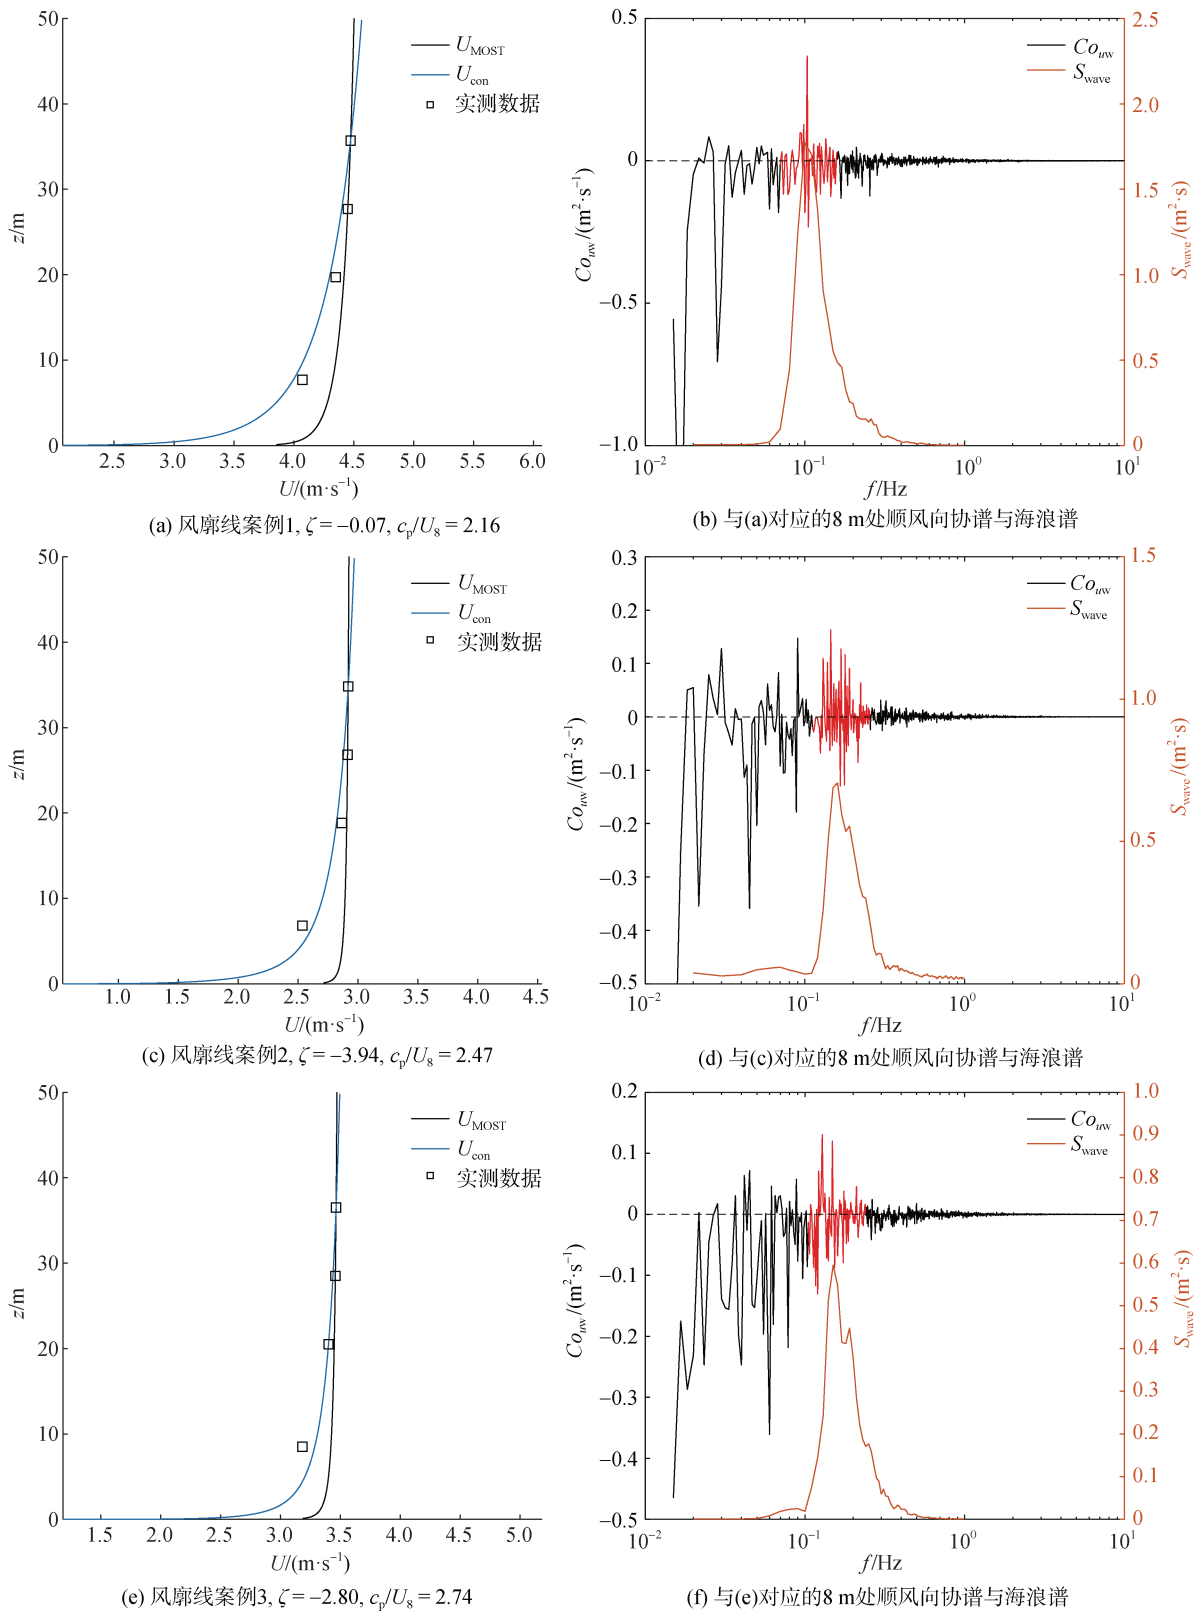 50
40
30
20
10
0
z/m
U_MOST
U_con
实测数据
2.5 3.0 3.5 4.0 4.5 5.0 5.5 6.0
U/(m·s⁻¹)
(a) 风廓线案例1, ζ = –0.07, c_p/U_8 = 2.16
0.5
0
–0.5
–1.0
Co_uw/(m²·s⁻¹)
Co_uw
S_wave
2.5
2.0
1.5
1.0
0.5
0
S_wave/(m²·s)
10⁻² 10⁻¹ 10⁰ 10¹
f/Hz
(b) 与(a)对应的8 m处顺风向协谱与海浪谱
50
40
30
20
10
0
z/m
U_MOST
U_con
实测数据
1.0 1.5 2.0 2.5 3.0 3.5 4.0 4.5
U/(m·s⁻¹)
(c) 风廓线案例2, ζ = –3.94, c_p/U_8 = 2.47
0.3
0.2
0.1
0
–0.1
–0.2
–0.3
–0.4
–0.5
Co_uw/(m²·s⁻¹)
Co_uw
S_wave
1.5
1.0
0.5
0
S_wave/(m²·s)
10⁻² 10⁻¹ 10⁰ 10¹
f/Hz
(d) 与(c)对应的8 m处顺风向协谱与海浪谱
50
40
30
20
10
0
z/m
U_MOST
U_con
实测数据
1.5 2.0 2.5 3.0 3.5 4.0 4.5 5.0
U/(m·s⁻¹)
(e) 风廓线案例3, ζ = –2.80, c_p/U_8 = 2.74
0.2
0.1
0
–0.1
–0.2
–0.3
–0.4
–0.5
Co_uw/(m²·s⁻¹)
Co_uw
S_wave
1.0
0.9
0.8
0.7
0.6
0.5
0.4
0.3
0.2
0.1
0
S_wave/(m²·s)
10⁻² 10⁻¹ 10⁰ 10¹
f/Hz
(f) 与(e)对应的8 m处顺风向协谱与海浪谱